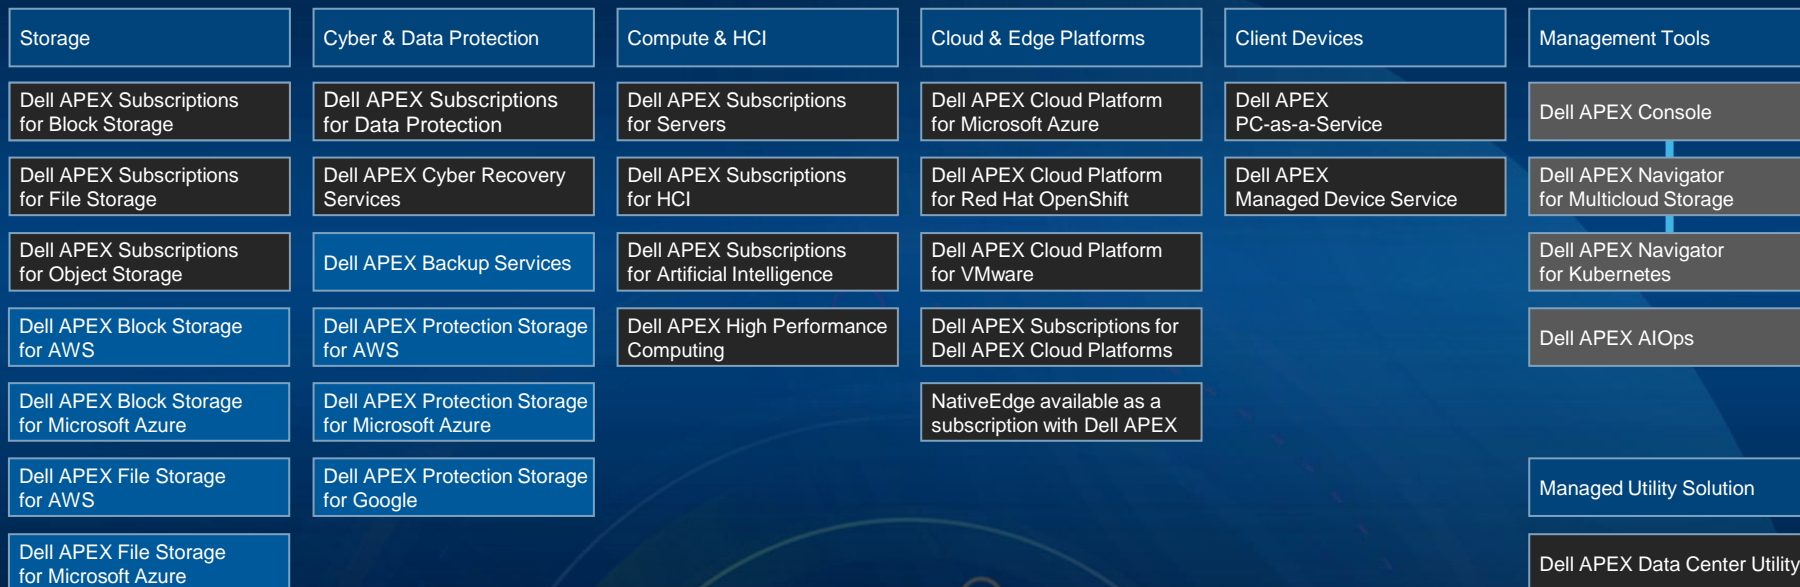 Storage
Dell APEX Subscriptions
for Block Storage
Dell APEX Subscriptions
for File Storage
Dell APEX Subscriptions
for Object Storage
Dell APEX Block Storage
for AWS
Dell APEX Block Storage
for Microsoft Azure
Dell APEX File Storage
for AWS
Dell APEX File Storage
for Microsoft Azure
Cyber & Data Protection
Dell APEX Subscriptions
for Data Protection
Dell APEX Cyber Recovery
Services
Dell APEX Backup Services
Dell APEX Protection Storage
for AWS
Dell APEX Protection Storage
for Microsoft Azure
Dell APEX Protection Storage
for Google
Compute & HCI
Dell APEX Subscriptions
for Servers
Dell APEX Subscriptions
for HCI
Dell APEX Subscriptions
for Artificial Intelligence
Dell APEX High Performance
Computing
Cloud & Edge Platforms
Dell APEX Cloud Platform
for Microsoft Azure
Dell APEX Cloud Platform
for Red Hat OpenShift
Dell APEX Cloud Platform
for VMware
Dell APEX Subscriptions for
Dell APEX Cloud Platforms
NativeEdge available as a
subscription with Dell APEX
Client Devices
Dell APEX
PC-as-a-Service
Dell APEX
Managed Device Service
Management Tools
Dell APEX Console
Dell APEX Navigator
for Multicloud Storage
Dell APEX Navigator
for Kubernetes
Dell APEX AIOps
Managed Utility Solution
Dell APEX Data Center Utility